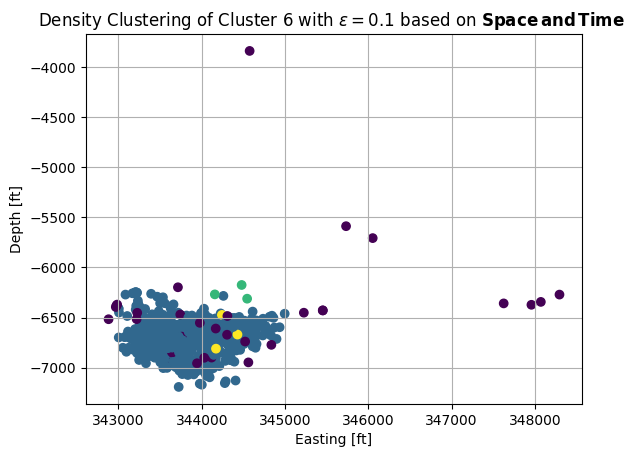 Density Clustering of Cluster 6 with ε = 0.1 based on Space and Time
−4000
−4500
−5000
−5500
−6000
−6500
−7000
Depth [ft]
343000 344000 345000 346000 347000 348000
Easting [ft]